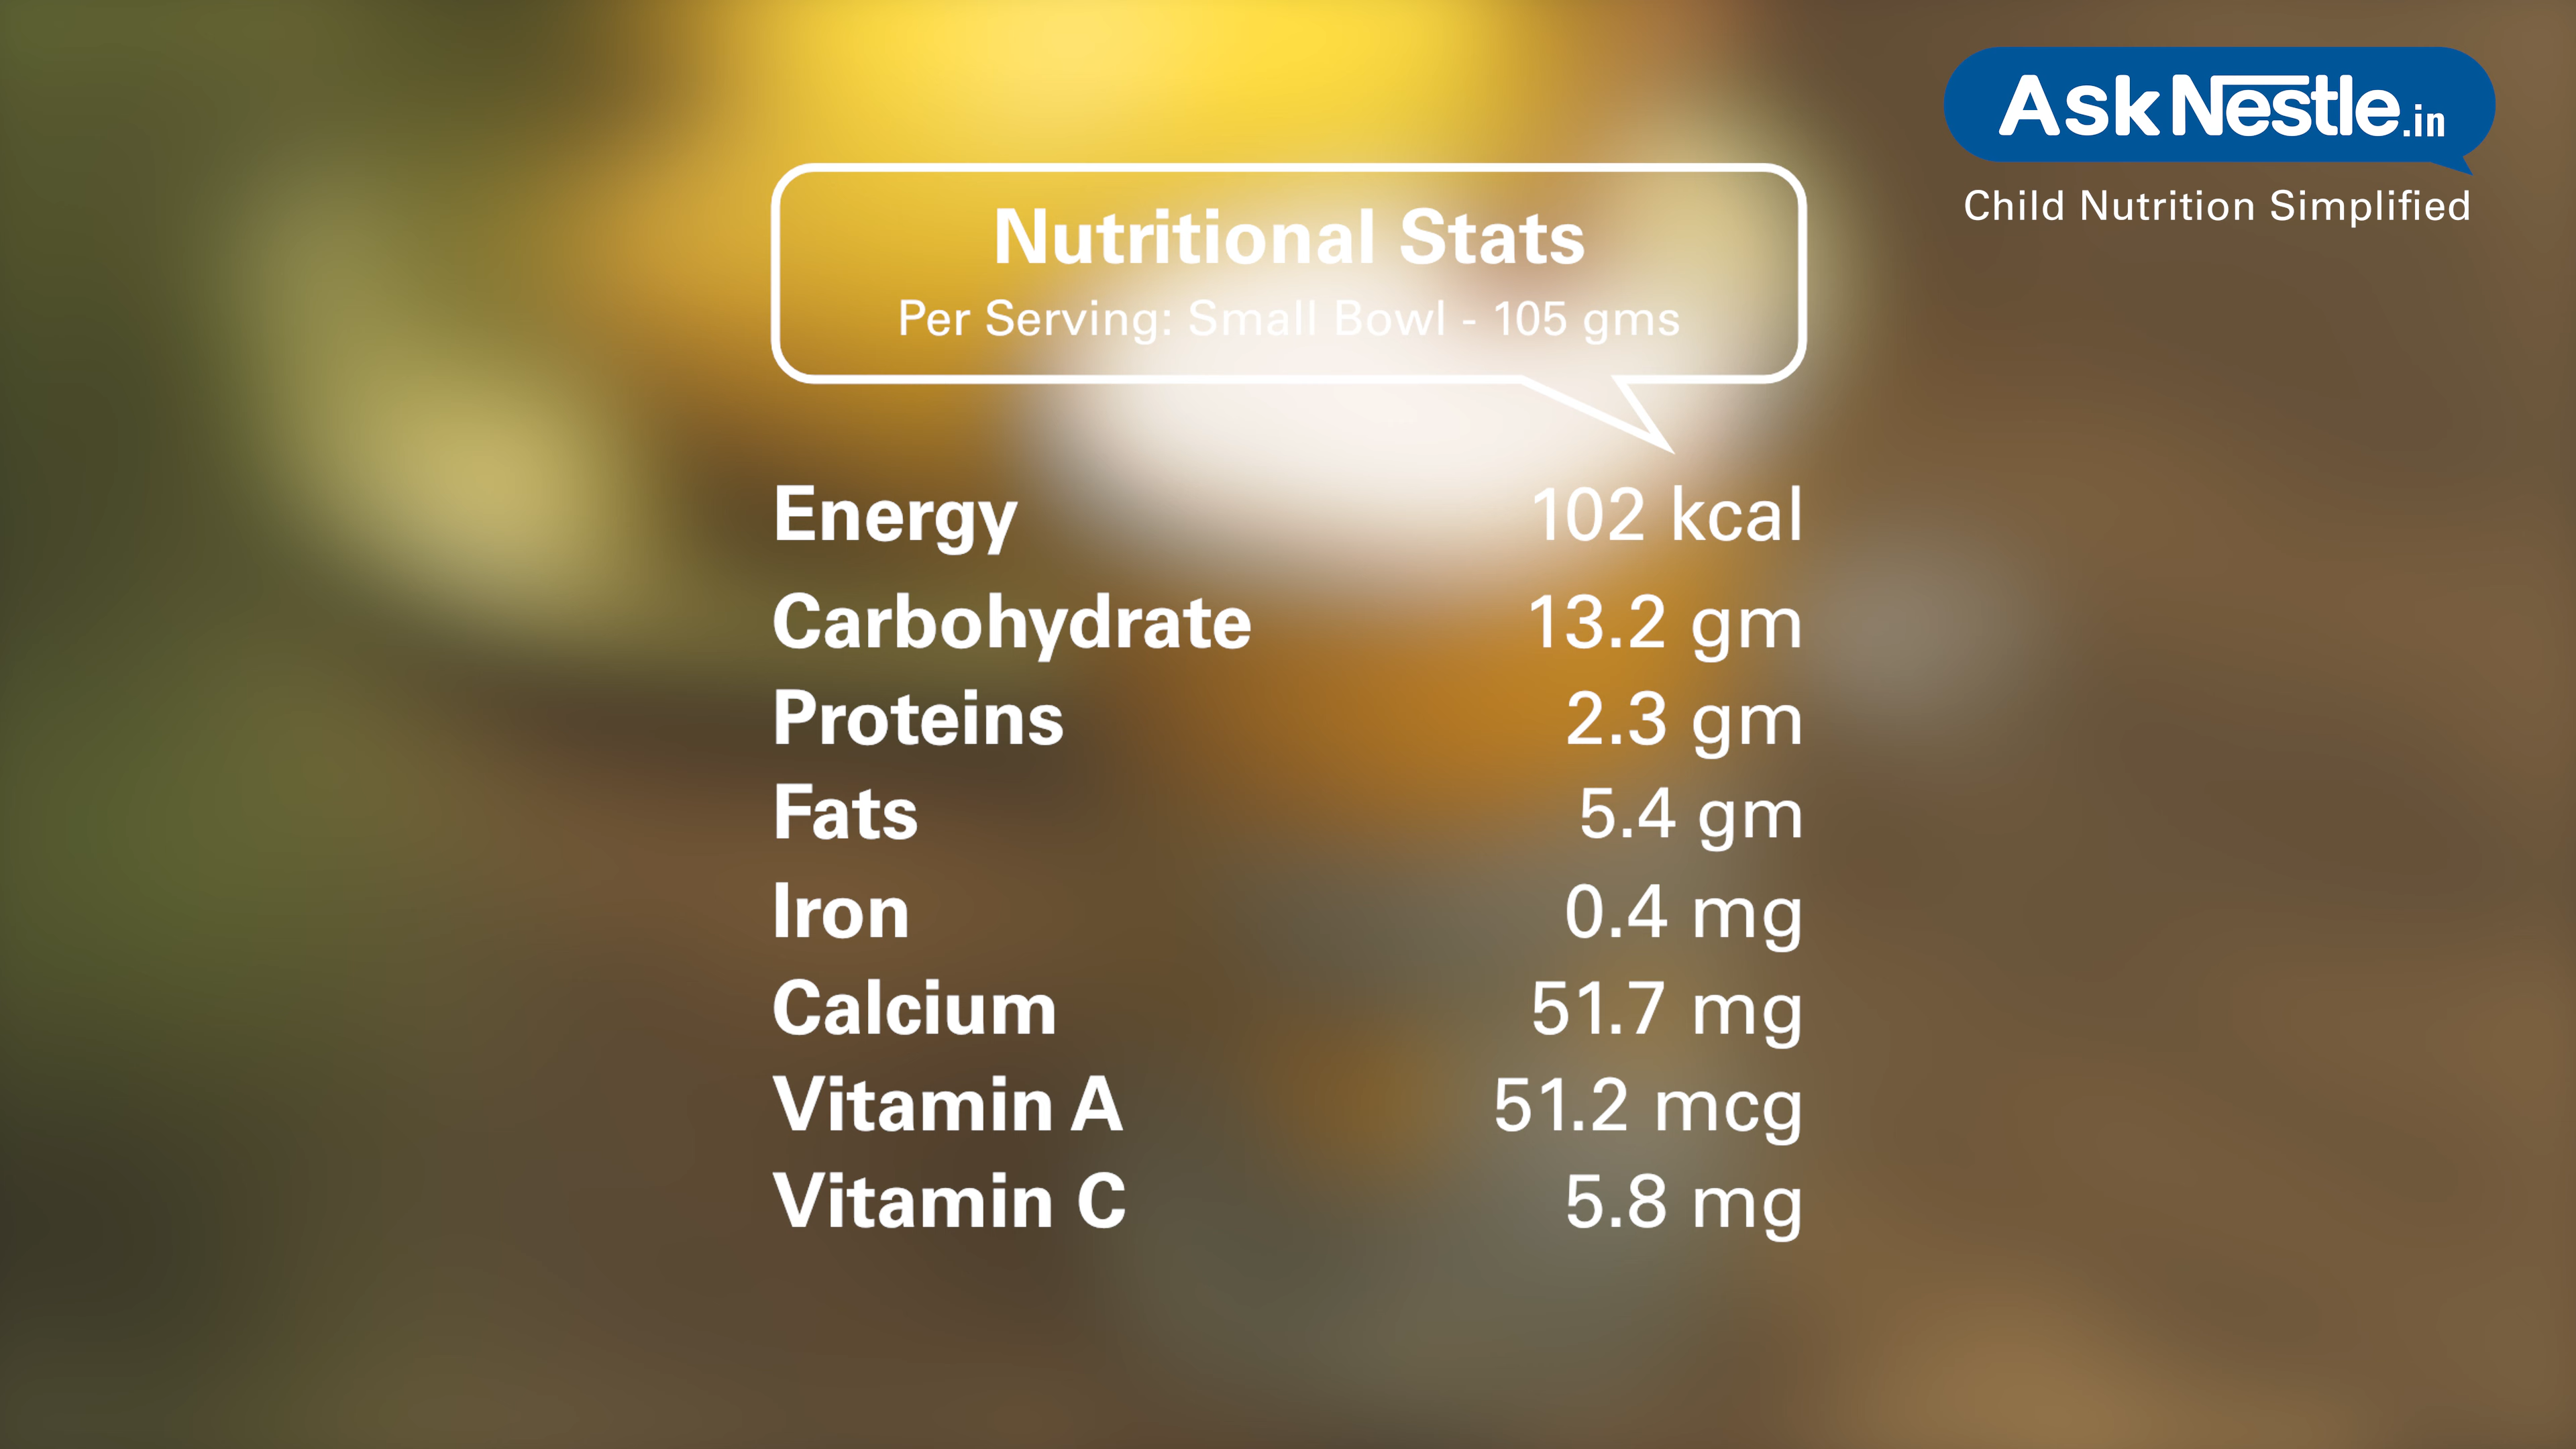 AskNestle.in
Child Nutrition Simplified
Nutritional Stats
Per Serving: Small Bowl - 105 gms
Energy 102 kcal
Carbohydrate 13.2 gm
Proteins 2.3 gm
Fats 5.4 gm
Iron 0.4 mg
Calcium 51.7 mg
Vitamin A 51.2 mcg
Vitamin C 5.8 mg